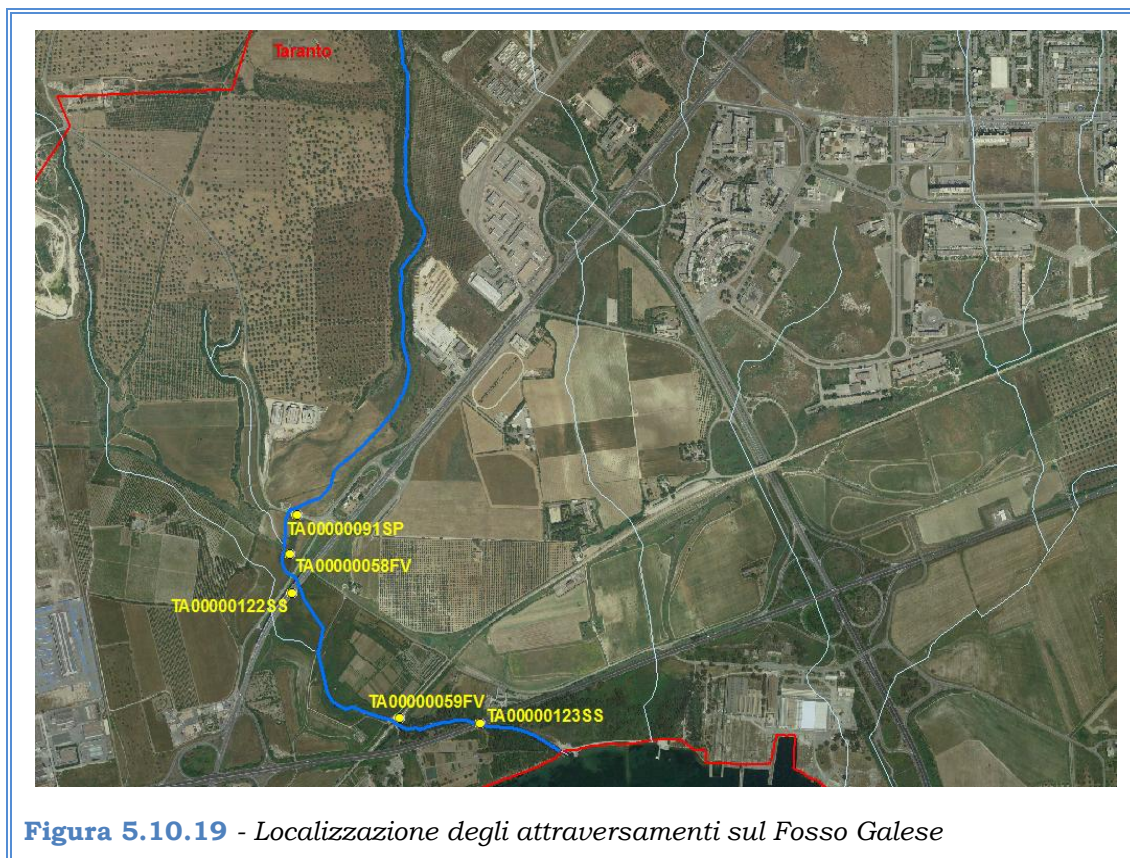 Taranto
TA00000091SP
TA00000058FV
TA00000122SS
TA00000059FV
TA00000123SS
Figura 5.10.19 - Localizzazione degli attraversamenti sul Fosso Galese